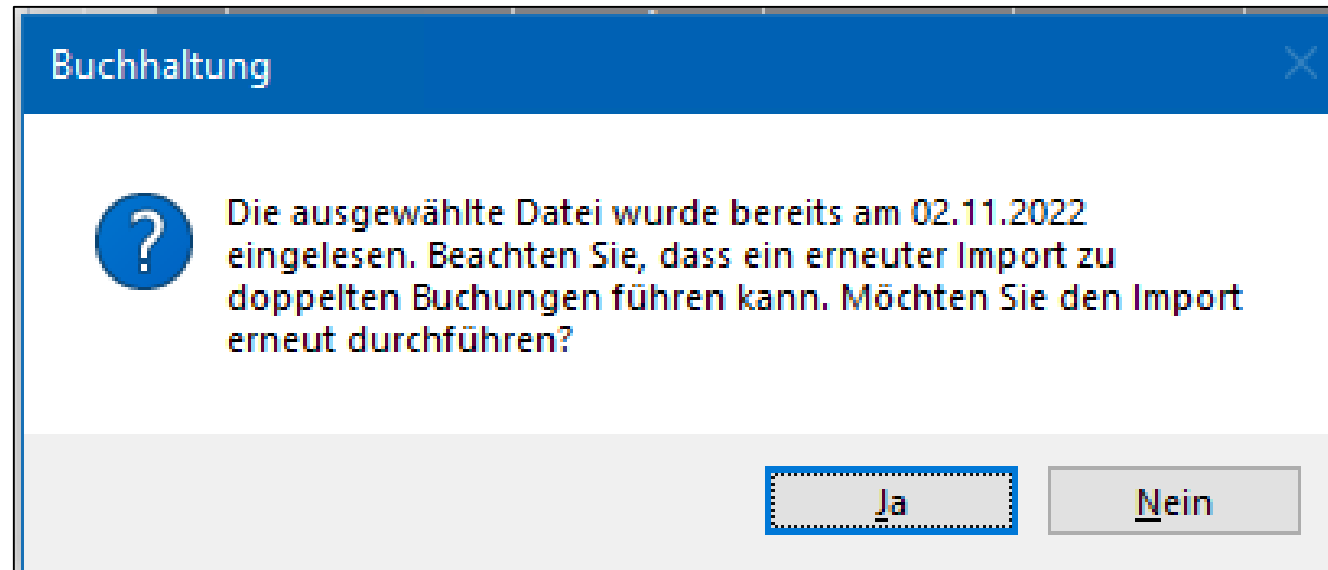 Buchhaltung
Die ausgewählte Datei wurde bereits am 02.11.2022
eingelesen. Beachten Sie, dass ein erneuter Import zu
doppelten Buchungen führen kann. Möchten Sie den Import
erneut durchführen?
Ja
Nein